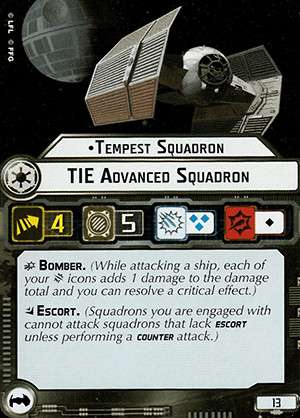 © LFL © FFG
•Tempest Squadron
TIE Advanced Squadron
4 5
Bomber. (While attacking a ship, each of
your icons adds 1 damage to the damage
total and you can resolve a critical effect.)
Escort. (Squadrons you are engaged with
cannot attack squadrons that lack escort
unless performing a counter attack.)
13